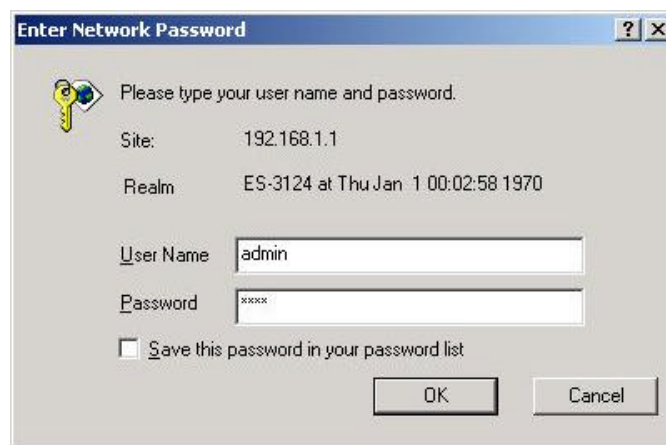 Enter Network Password
Please type your user name and password.
Site: 192.168.1.1
Realm ES-3124 at Thu Jan 1 00:02:58 1970
User Name admin
Password xxxx
Save this password in your password list
OK Cancel